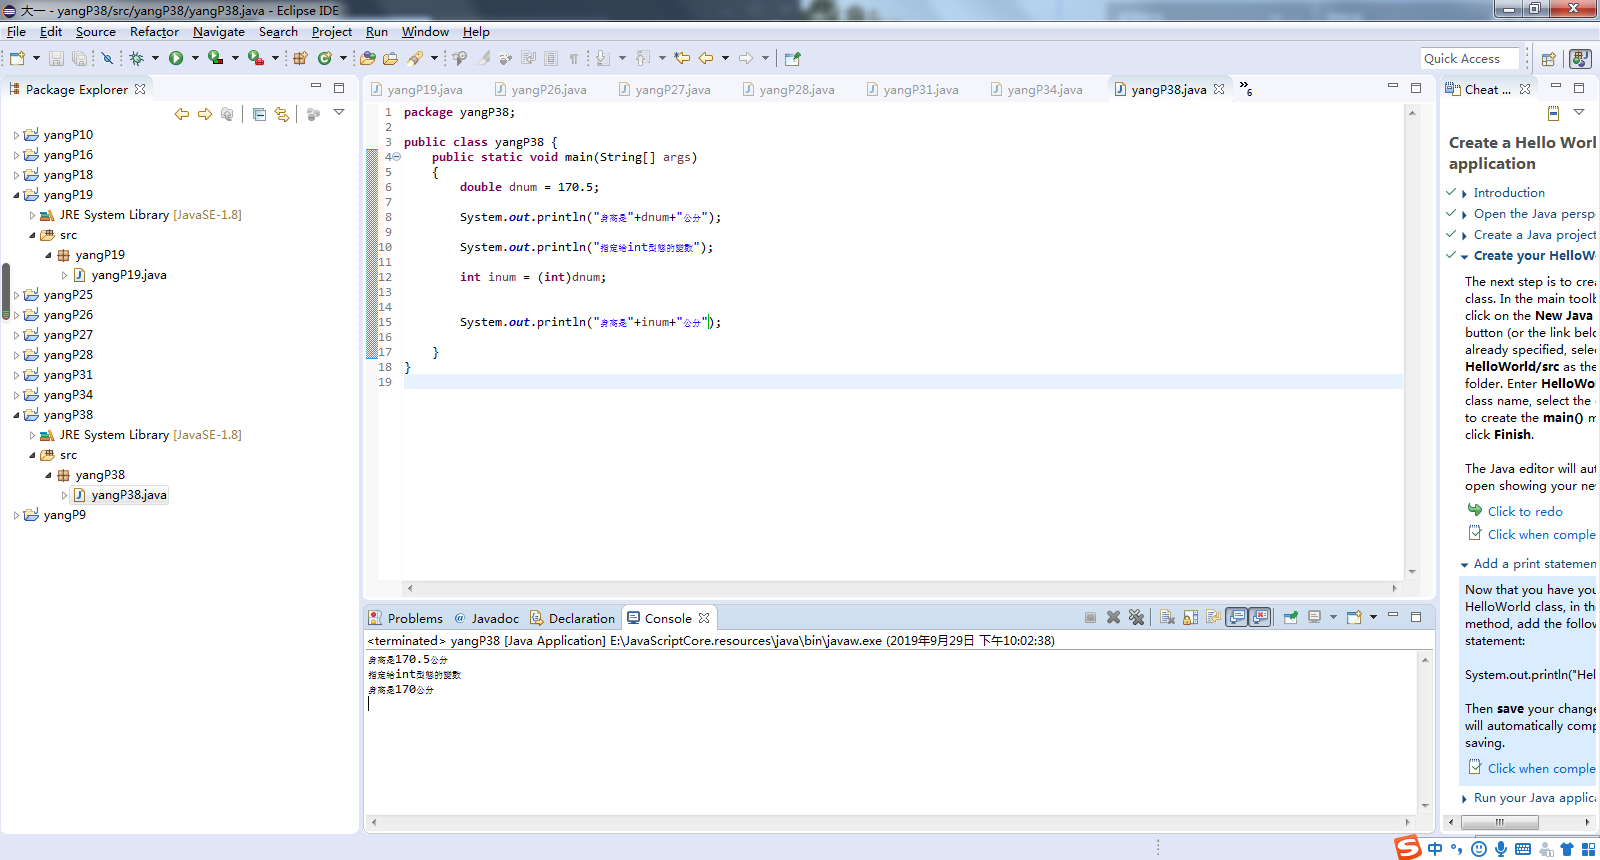 大一 - yangP38/src/yangP38/yangP38.java - Eclipse IDE
File Edit Source Refactor Navigate Search Project Run Window Help
Quick Access
Package Explorer
yangP10
yangP16
yangP18
yangP19
JRE System Library [JavaSE-1.8]
src
yangP19
yangP19.java
yangP25
yangP26
yangP27
yangP28
yangP31
yangP34
yangP38
JRE System Library [JavaSE-1.8]
src
yangP38
yangP38.java
yangP9
yangP19.java yangP26.java yangP27.java yangP28.java yangP31.java yangP34.java yangP38.java »6
1 package yangP38;
2
3 public class yangP38 {
4 public static void main(String[] args)
5 {
6 double dnum = 170.5;
7
8 System.out.println("身高是"+dnum+"公分");
9
10 System.out.println("指定給int型態的變數");
11
12 int inum = (int)dnum;
13
14
15 System.out.println("身高是"+inum+"公分");
16
17 }
18 }
19
Problems @ Javadoc Declaration Console
<terminated> yangP38 [Java Application] E:\JavaScriptCore.resources\java\bin\javaw.exe (2019年9月29日 下午10:02:38)
身高是170.5公分
指定給int型態的變數
身高是170公分
Cheat ...
Create a Hello Worl
application
Introduction
Open the Java persp
Create a Java project
Create your HelloW
The next step is to crea
class. In the main toolb
click on the New Java
button (or the link belo
already specified, selec
HelloWorld/src as the
folder. Enter HelloWo
class name, select the
to create the main() m
click Finish.
The Java editor will aut
open showing your ne
Click to redo
Click when comple
Add a print statemen
Now that you have you
HelloWorld class, in the
method, add the follow
statement:
System.out.println("Hel
Then save your change
will automatically comp
saving.
Click when comple
Run your Java applica
S 中